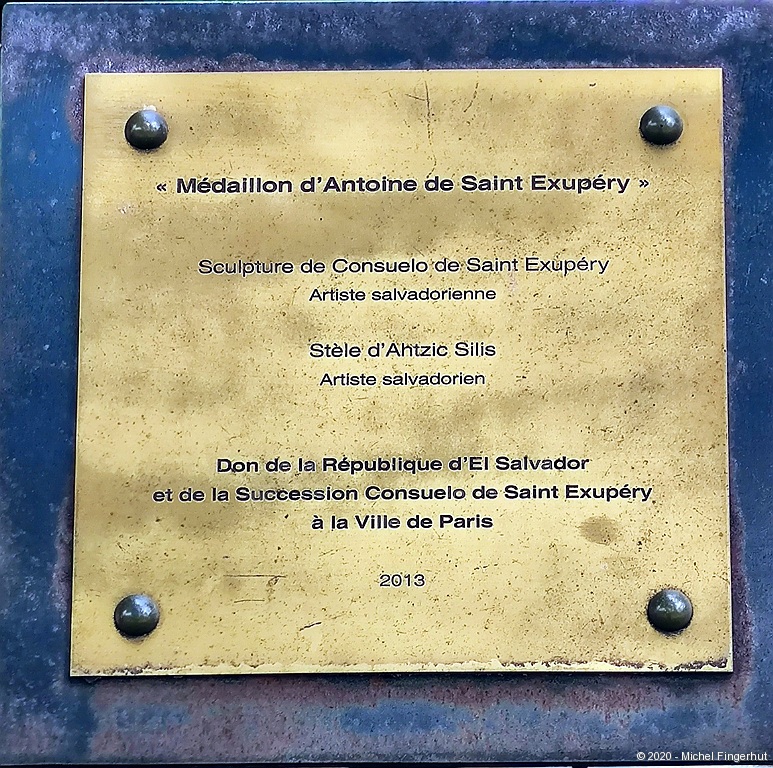 « Médaillon d'Antoine de Saint Exupéry »
Sculpture de Consuelo de Saint Exupéry
Artiste salvadorienne
Stèle d'Ahtzic Silis
Artiste salvadorien
Don de la République d'El Salvador
et de la Succession Consuelo de Saint Exupéry
à la Ville de Paris
2013
© 2020 - Michel Fingerhut